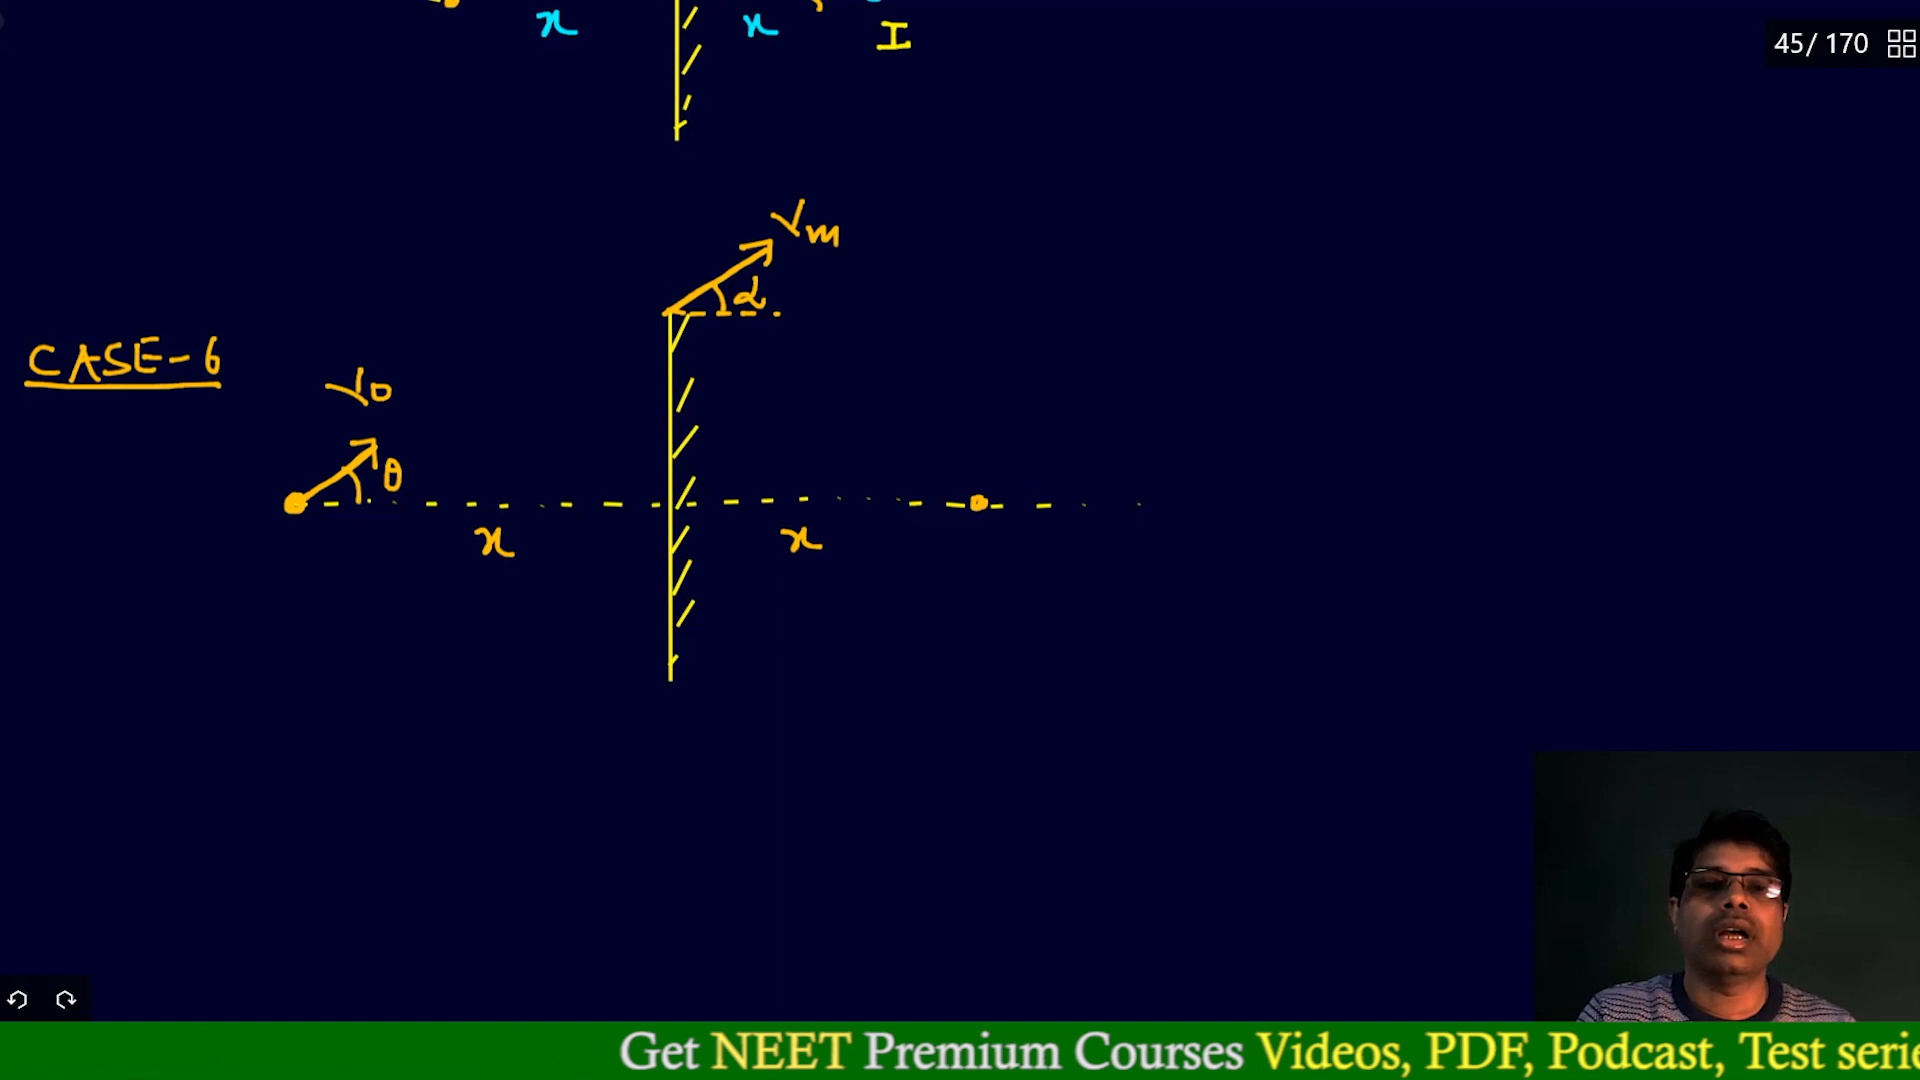 x x I
45/ 170
Vm
α
CASE-6
Vo
θ
x x
Get NEET Premium Courses Videos, PDF, Podcast, Test serie